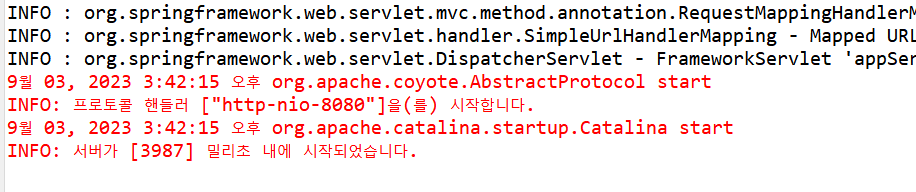 INFO : org.springframework.web.servlet.mvc.method.annotation.RequestMappingHandlerM
INFO : org.springframework.web.servlet.handler.SimpleUrlHandlerMapping - Mapped URL
INFO : org.springframework.web.servlet.DispatcherServlet - FrameworkServlet 'appSer
9월 03, 2023 3:42:15 오후 org.apache.coyote.AbstractProtocol start
INFO: 프로토콜 핸들러 ["http-nio-8080"]을(를) 시작합니다.
9월 03, 2023 3:42:15 오후 org.apache.catalina.startup.Catalina start
INFO: 서버가 [3987] 밀리초 내에 시작되었습니다.